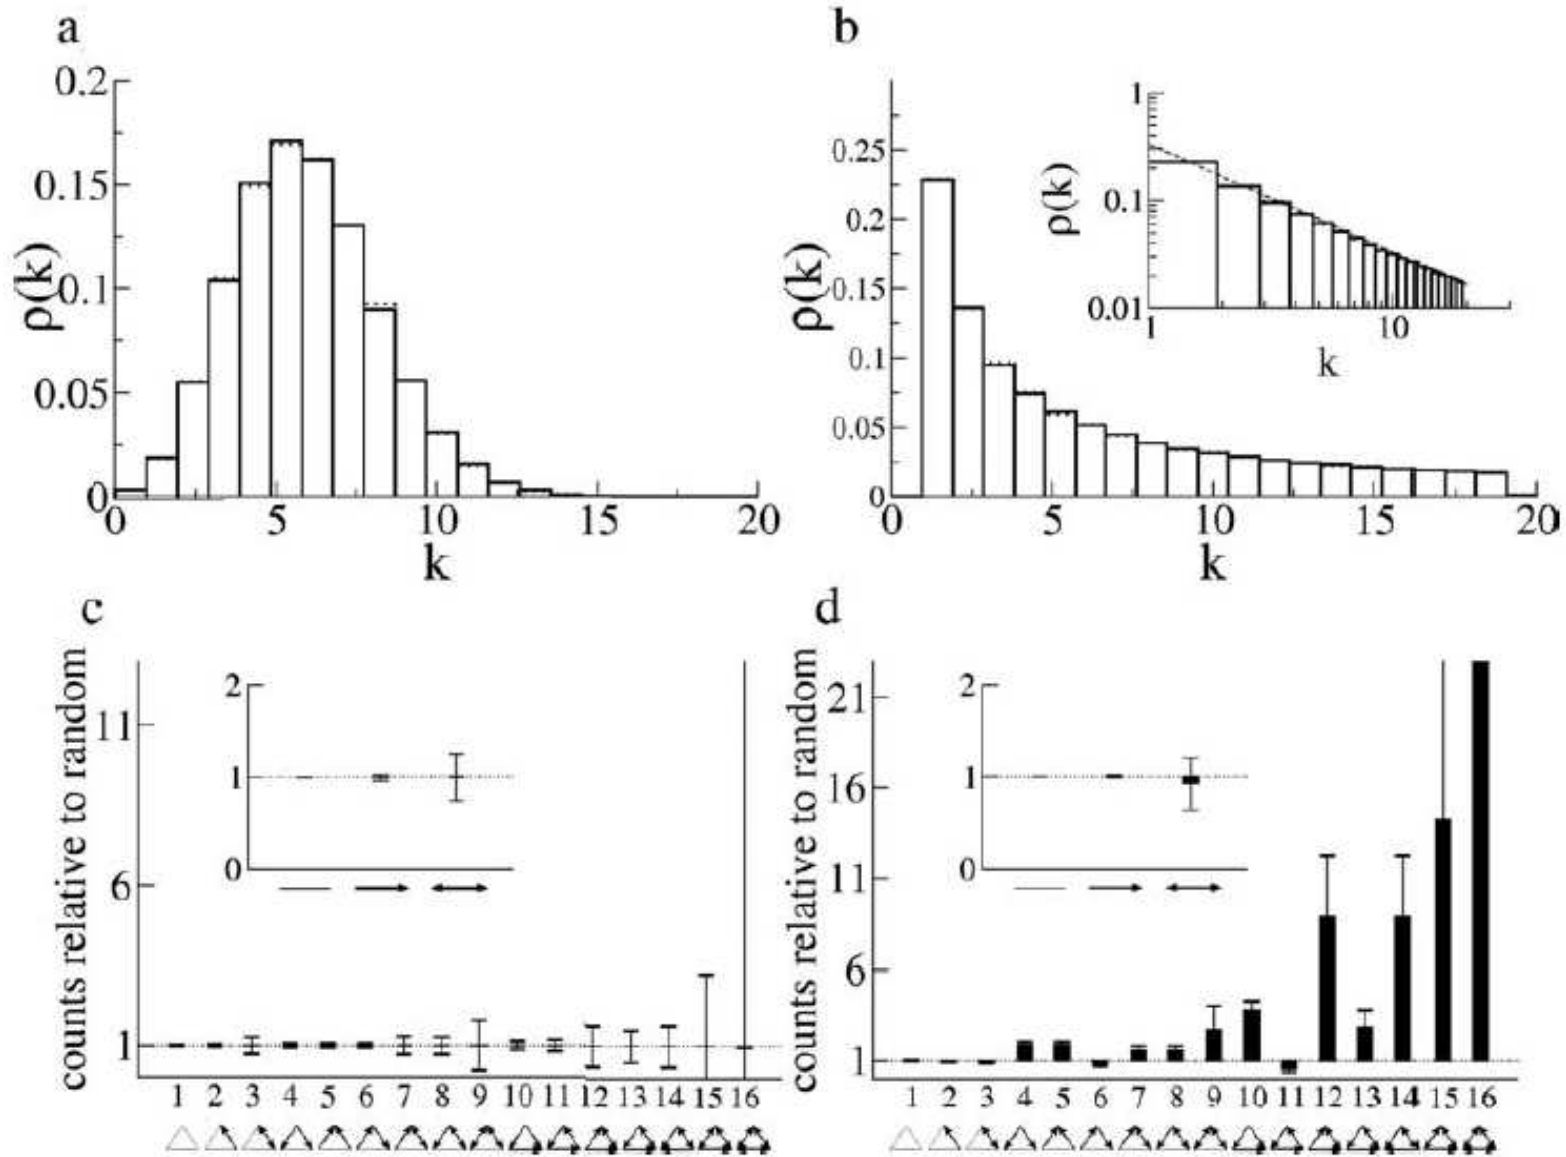 a
0.2
0.15
0.1
0.05
0
ρ(k)
0 5 10 15 20
k
b
0.25
0.2
0.15
0.1
0.05
0
ρ(k)
0 5 10 15 20
k
1
0.1
0.01
ρ(k)
1 10
k
c
counts relative to random
11
6
1
2
1
0
1 2 3 4 5 6 7 8 9 10 11 12 13 14 15 16
d
counts relative to random
21
16
11
6
1
2
1
0
1 2 3 4 5 6 7 8 9 10 11 12 13 14 15 16